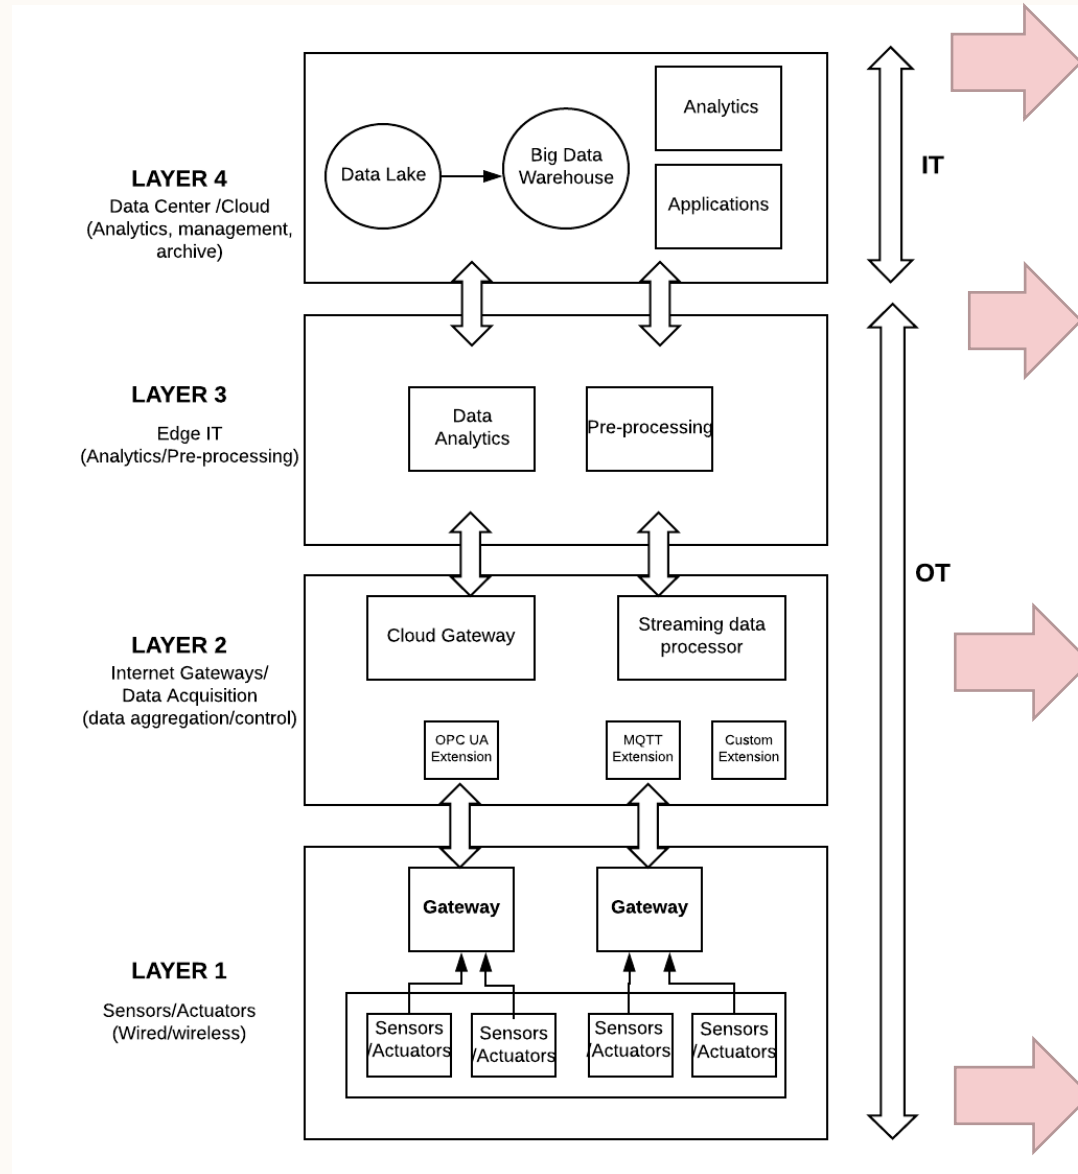 LAYER 4
Data Center /Cloud
(Analytics, management,
archive)
Data Lake
Big Data
Warehouse
Analytics
Applications
IT
LAYER 3
Edge IT
(Analytics/Pre-processing)
Data
Analytics
Pre-processing
OT
LAYER 2
Internet Gateways/
Data Acquisition
(data aggregation/control)
Cloud Gateway
Streaming data
processor
OPC UA
Extension
MQTT
Extension
Custom
Extension
LAYER 1
Sensors/Actuators
(Wired/wireless)
Gateway
Gateway
Sensors
/Actuators
Sensors
/Actuators
Sensors
/Actuators
Sensors
/Actuators